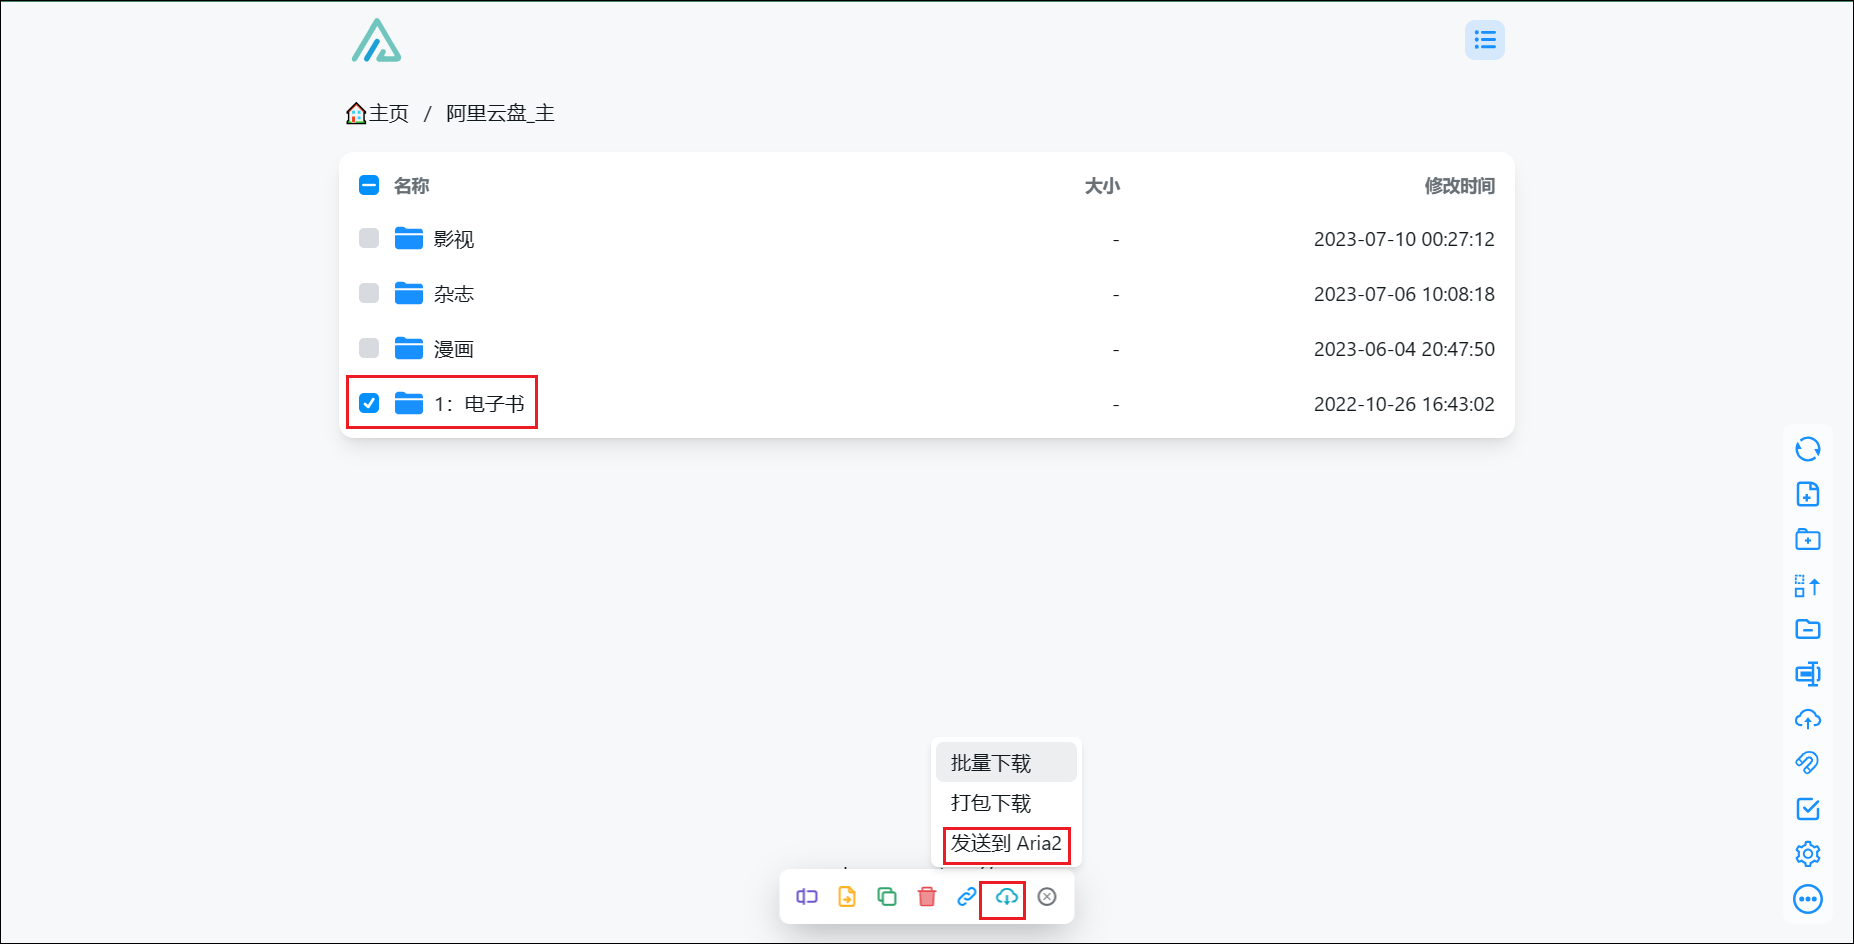 主页 / 阿里云盘_主
名称 大小 修改时间
影视 - 2023-07-10 00:27:12
杂志 - 2023-07-06 10:08:18
漫画 - 2023-06-04 20:47:50
1：电子书 - 2022-10-26 16:43:02
批量下载
打包下载
发送到 Aria2